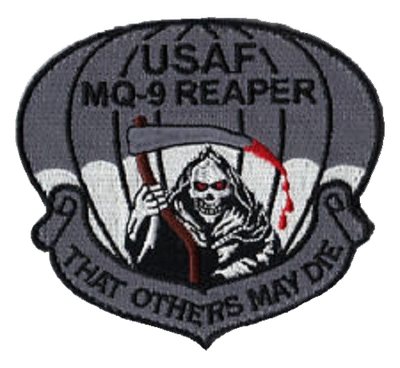 USAF
MQ-9 REAPER
THAT OTHERS MAY DIE